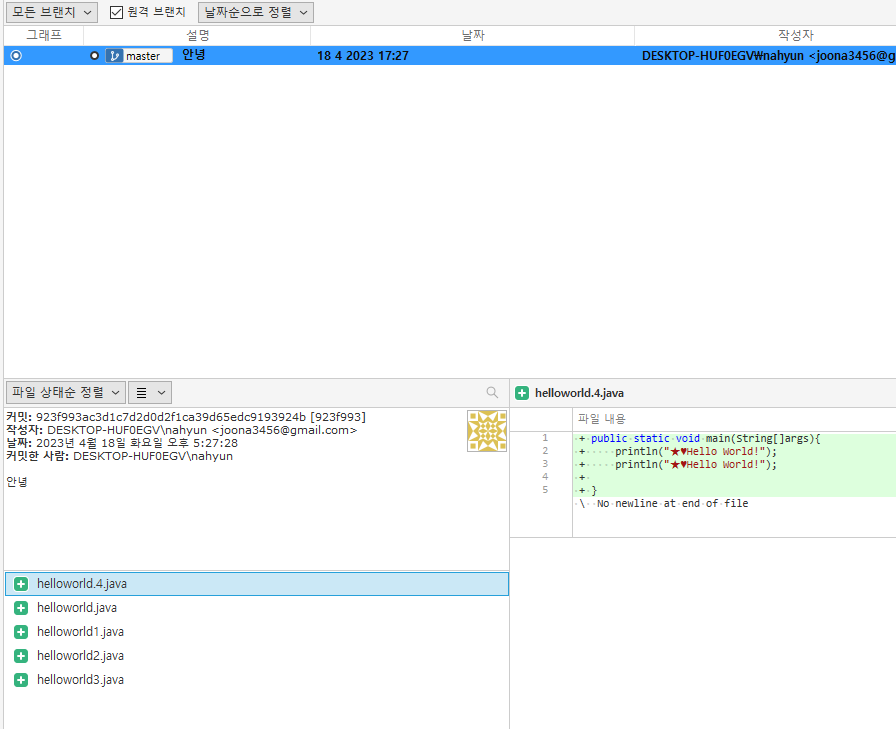 모든 브랜치 원격 브랜치 날짜순으로 정렬
그래프 설명 날짜 작성자
master 안녕 18 4 2023 17:27 DESKTOP-HUF0EGV₩nahyun <joona3456@g
파일 상태순 정렬
커밋: 923f993ac3d1c7d2d0d2f1ca39d65edc9193924b [923f993]
작성자: DESKTOP-HUF0EGV\nahyun <joona3456@gmail.com>
날짜: 2023년 4월 18일 화요일 오후 5:27:28
커밋한 사람: DESKTOP-HUF0EGV\nahyun
안녕
helloworld.4.java
helloworld.java
helloworld1.java
helloworld2.java
helloworld3.java
helloworld.4.java
파일 내용
1 + public static void main(String[]args){
2 + println("★♥Hello World!");
3 + println("★♥Hello World!");
4 +
5 + }
\ No newline at end of file